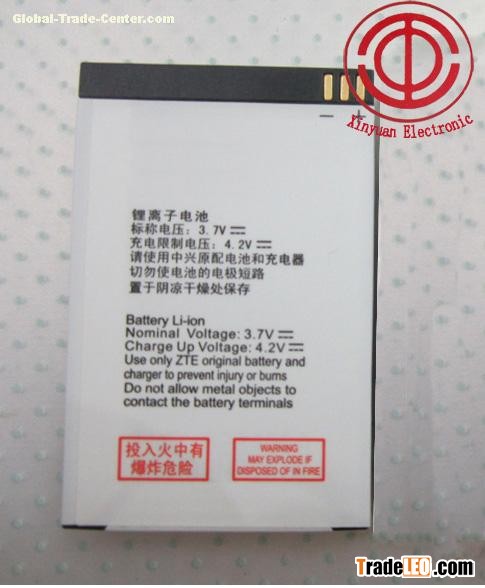 Global-Trade-Center.com
Xinyuan Electronic
− +
锂离子电池
标称电压: 3.7V⎓
充电限制电压: 4.2V⎓
请使用中兴原配电池和充电器
切勿使电池的电极短路
置于阴凉干燥处保存
Battery Li-ion
Nominal Voltage: 3.7V⎓
Charge Up Voltage: 4.2V⎓
Use only ZTE original battery and
charger to prevent injury or burns
Do not allow metal objects to
contact the battery terminals
投入火中有
爆炸危险
WARNING
MAY EXPLODE IF
DISPOSED OF IN FIRE
TradeLEO.com